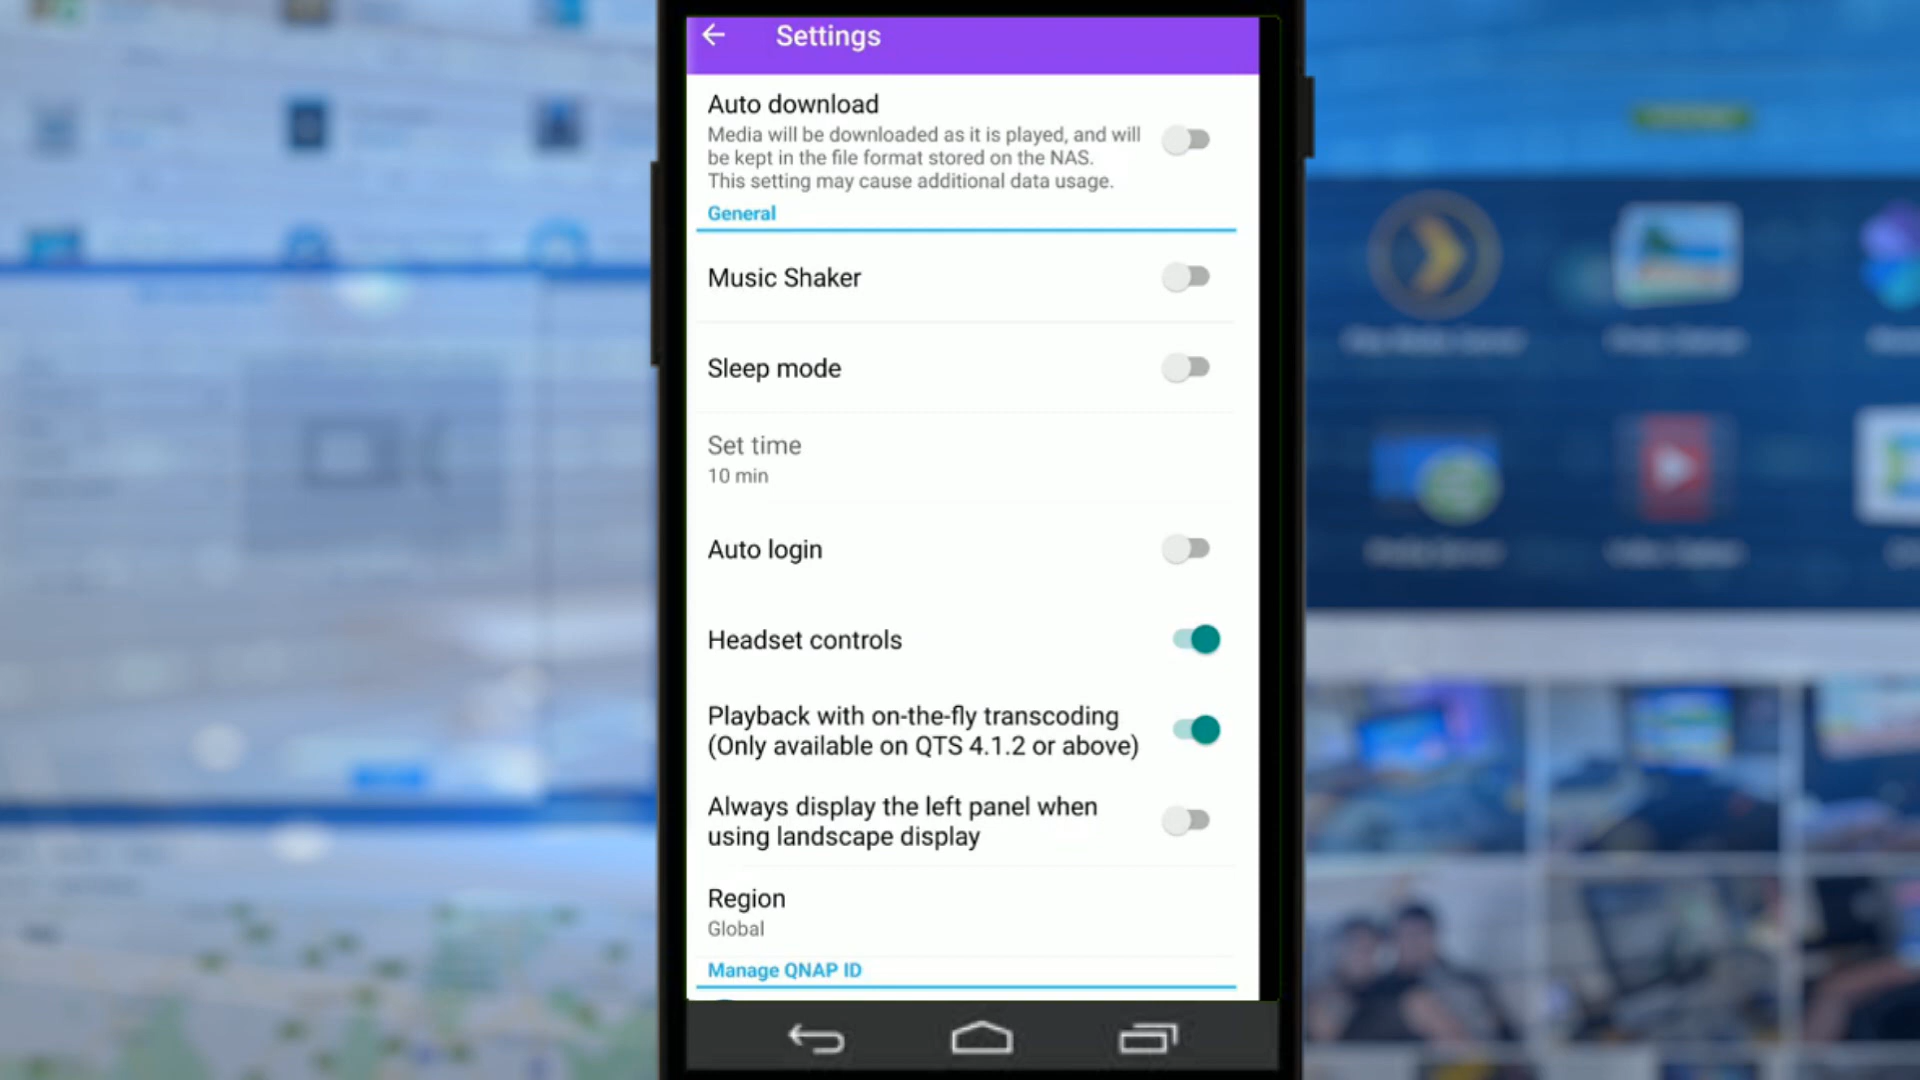 Settings
Auto download
Media will be downloaded as it is played, and will
be kept in the file format stored on the NAS.
This setting may cause additional data usage.
General
Music Shaker
Sleep mode
Set time
10 min
Auto login
Headset controls
Playback with on-the-fly transcoding
(Only available on QTS 4.1.2 or above)
Always display the left panel when
using landscape display
Region
Global
Manage QNAP ID